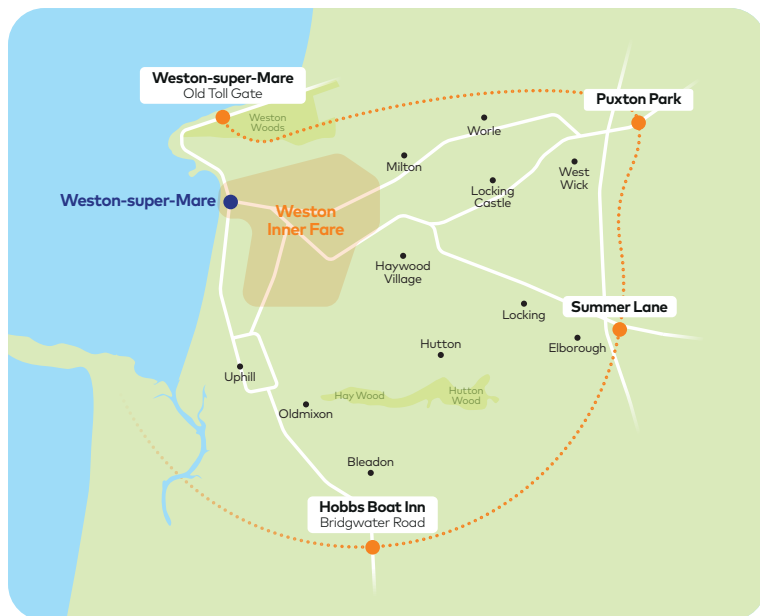 Weston-super-Mare
Old Toll Gate
Weston
Woods
Puxton Park
Worle
Milton
West
Wick
Locking
Castle
Weston-super-Mare
Weston
Inner Fare
Haywood
Village
Summer Lane
Locking
Hutton
Elborough
Uphill
Hay Wood
Hutton
Wood
Oldmixon
Bleadon
Hobbs Boat Inn
Bridgwater Road